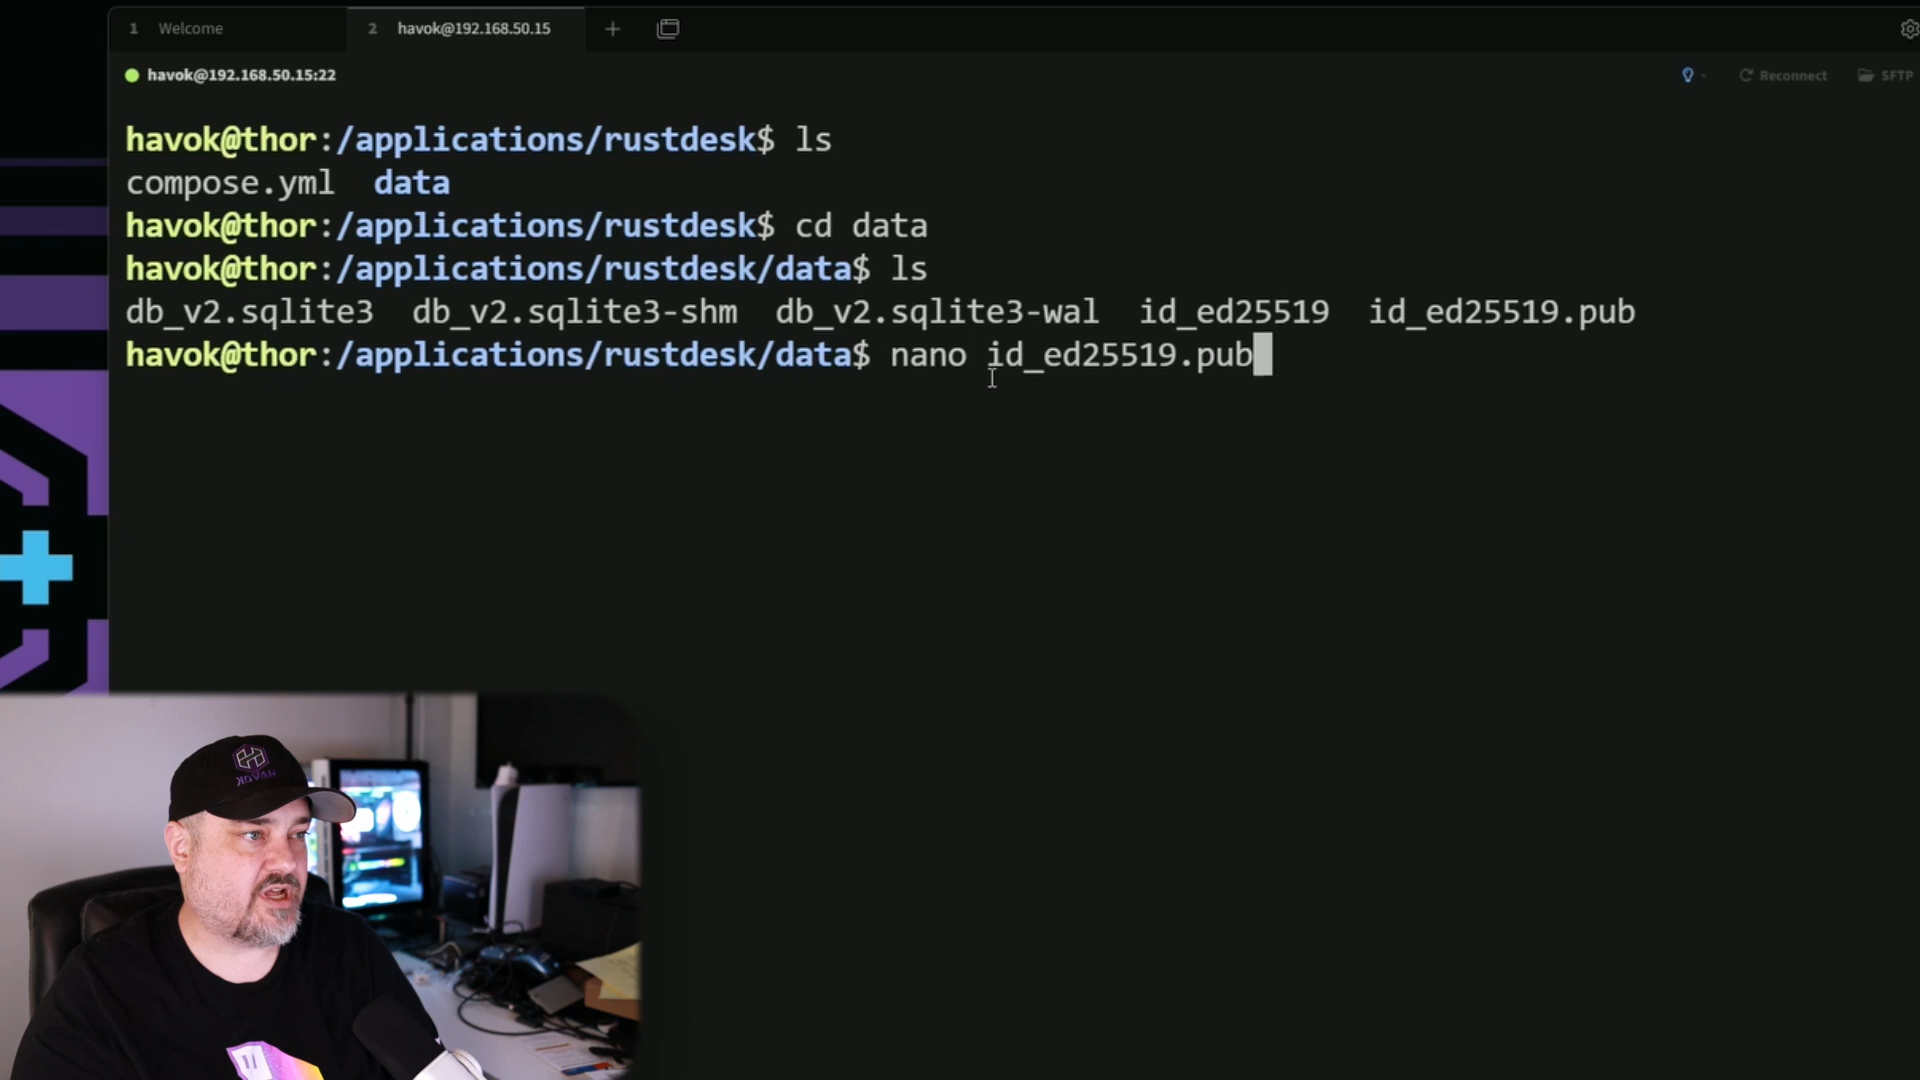 1 Welcome 2 havok@192.168.50.15
havok@192.168.50.15:22 Reconnect SFTP
havok@thor:/applications/rustdesk$ ls
compose.yml data
havok@thor:/applications/rustdesk$ cd data
havok@thor:/applications/rustdesk/data$ ls
db_v2.sqlite3 db_v2.sqlite3-shm db_v2.sqlite3-wal id_ed25519 id_ed25519.pub
havok@thor:/applications/rustdesk/data$ nano id_ed25519.pub